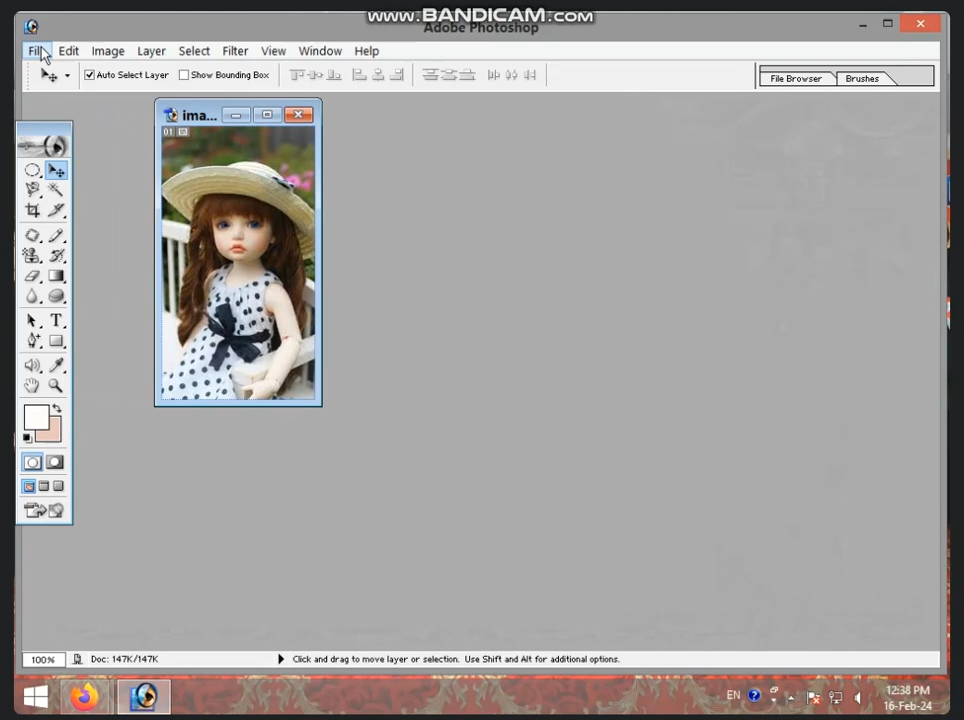 www.BANDICAM.com
Adobe Photoshop
File Edit Image Layer Select Filter View Window Help
Auto Select Layer Show Bounding Box File Browser Brushes
ima...
01
T
100% Doc: 147K/147K Click and drag to move layer or selection. Use Shift and Alt for additional options.
EN 12:38 PM
16-Feb-24